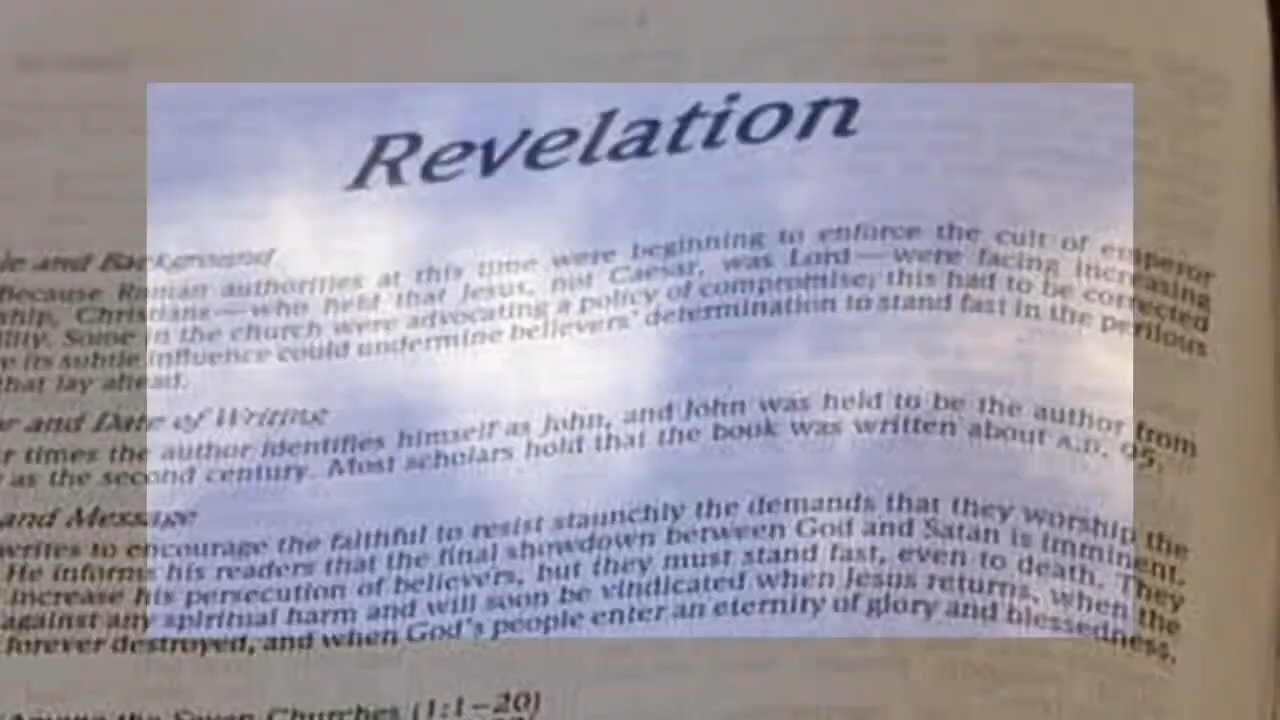 Revelation
and Background
Because Roman authorities at this time were beginning to enforce the cult of emperor
ship, Christians—who held that Jesus, not Caesar, was Lord—were facing increasing
ility. Some in the church were advocating a policy of compromise; this had to be corrected
e its subtle influence could undermine believers' determination to stand fast in the perilous
that lay ahead.
r and Date of Writing
r times the author identifies himself as John, and John was held to be the author from
as the second century. Most scholars hold that the book was written about A.D. 95.
and Message
writes to encourage the faithful to resist staunchly the demands that they worship the
He informs his readers that the final showdown between God and Satan is imminent.
increase his persecution of believers, but they must stand fast, even to death. They
against any spiritual harm and will soon be vindicated when Jesus returns, when the
forever destroyed, and when God's people enter an eternity of glory and blessedness.
Among the Seven Churches (1:1–20)